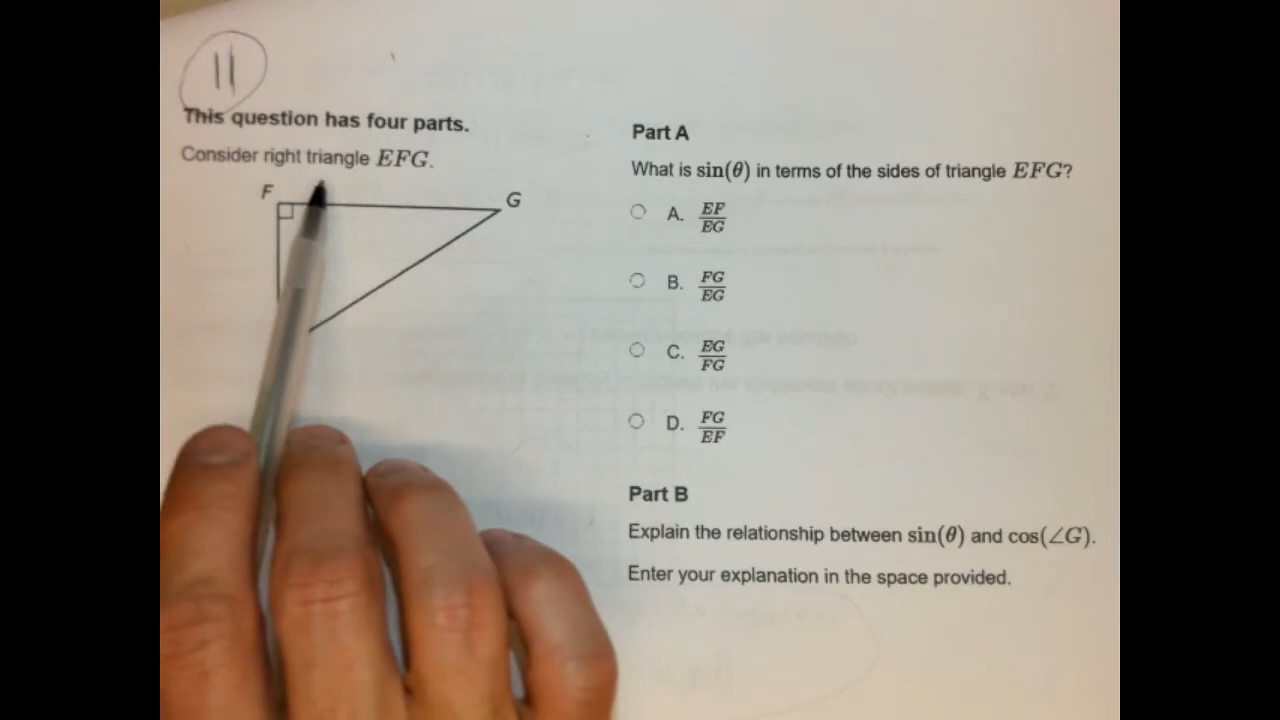 11
This question has four parts.
Consider right triangle EFG.
F
G
Part A
What is sin(θ) in terms of the sides of triangle EFG?
A. EF/EG
B. FG/EG
C. EG/FG
D. FG/EF
Part B
Explain the relationship between sin(θ) and cos(∠G).
Enter your explanation in the space provided.